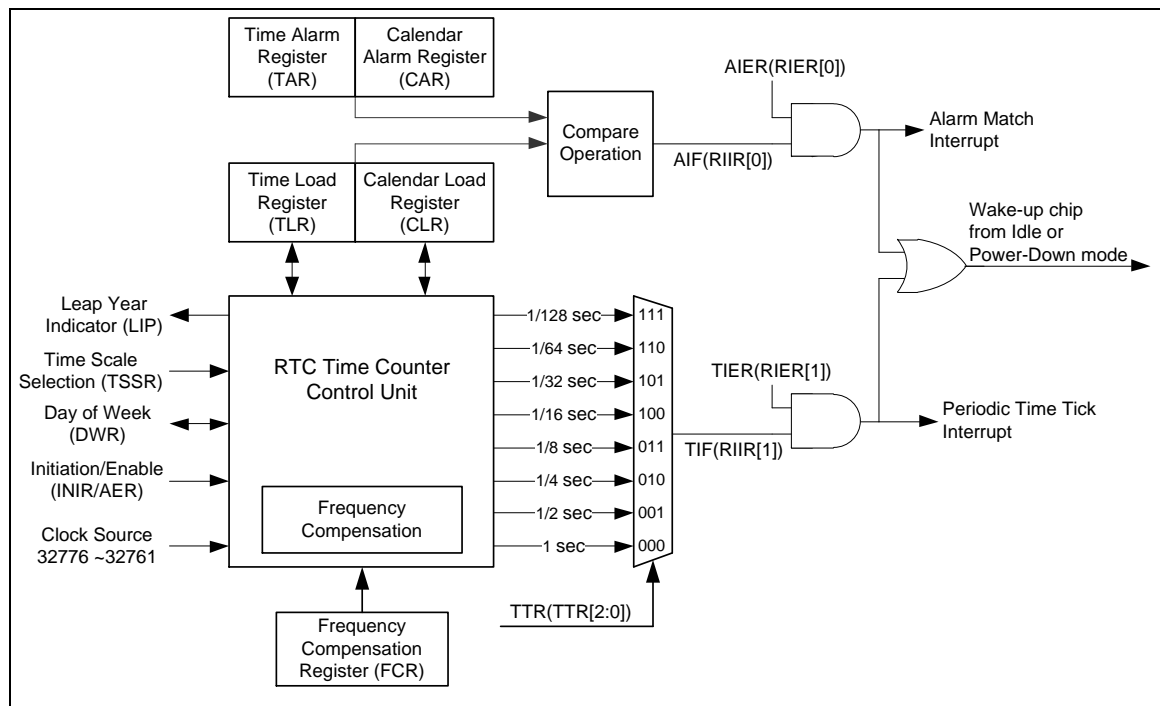 Time Alarm
Register
(TAR)
Calendar
Alarm Register
(CAR)
AIER(RIER[0])
Compare
Operation
AIF(RIIR[0])
Alarm Match
Interrupt
Time Load
Register
(TLR)
Calendar Load
Register
(CLR)
Wake-up chip
from Idle or
Power-Down mode
Leap Year
Indicator (LIP)
Time Scale
Selection (TSSR)
Day of Week
(DWR)
Initiation/Enable
(INIR/AER)
Clock Source
32776 ~32761
RTC Time Counter
Control Unit
Frequency
Compensation
1/128 sec
111
1/64 sec
110
1/32 sec
101
1/16 sec
100
1/8 sec
011
1/4 sec
010
1/2 sec
001
1 sec
000
TIER(RIER[1])
TIF(RIIR[1])
Periodic Time Tick
Interrupt
TTR(TTR[2:0])
Frequency
Compensation
Register (FCR)